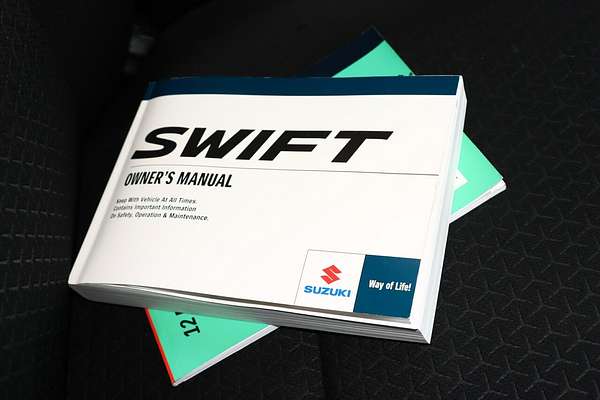 SWIFT
OWNER'S MANUAL
Keep With Vehicle At All Times.
Contains Important Information
On Safety, Operation & Maintenance.
SUZUKI
Way of Life!